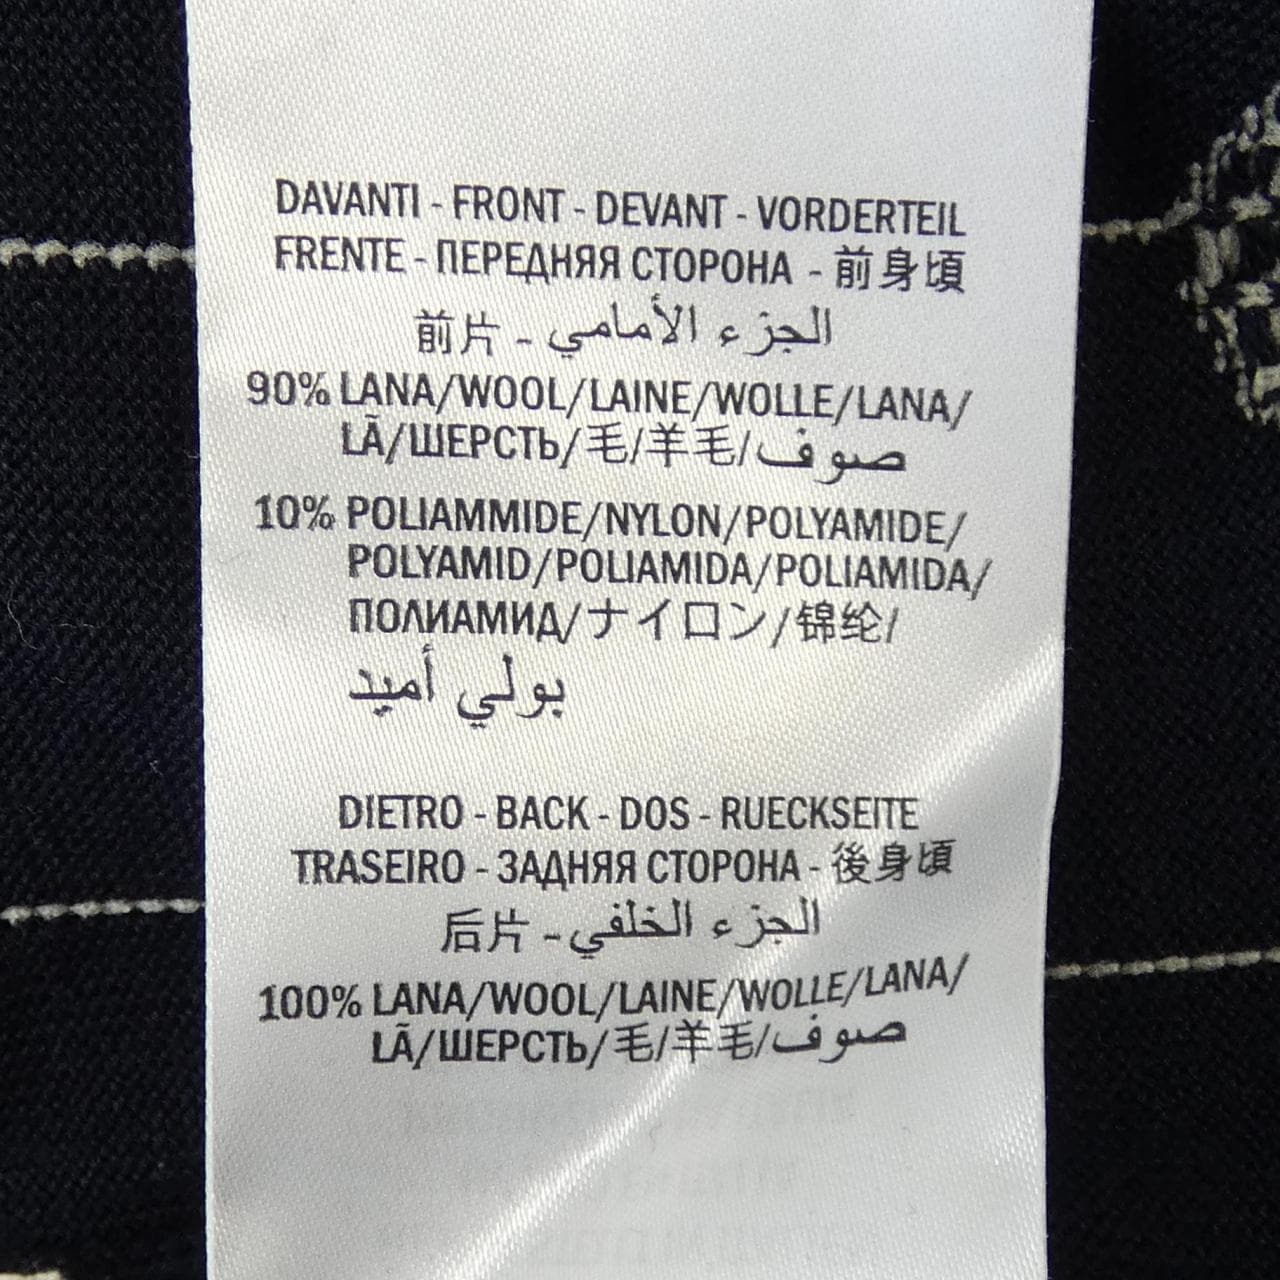 DAVANTI - FRONT - DEVANT - VORDERTEIL
FRENTE - ПЕРЕДНЯЯ СТОРОНА - 前身頃
前片 - الجزء الأمامي
90% LANA/WOOL/LAINE/WOLLE/LANA/
LÃ/ШЕРСТЬ/毛/羊毛/صوف
10% POLIAMMIDE/NYLON/POLYAMIDE/
POLYAMID/POLIAMIDA/POLIAMIDA/
ПОЛИАМИД/ナイロン/锦纶/
بولي أميد
DIETRO - BACK - DOS - RUECKSEITE
TRASEIRO - ЗАДНЯЯ СТОРОНА - 後身頃
后片 - الجزء الخلفي
100% LANA/WOOL/LAINE/WOLLE/LANA/
LÃ/ШЕРСТЬ/毛/羊毛/صوف